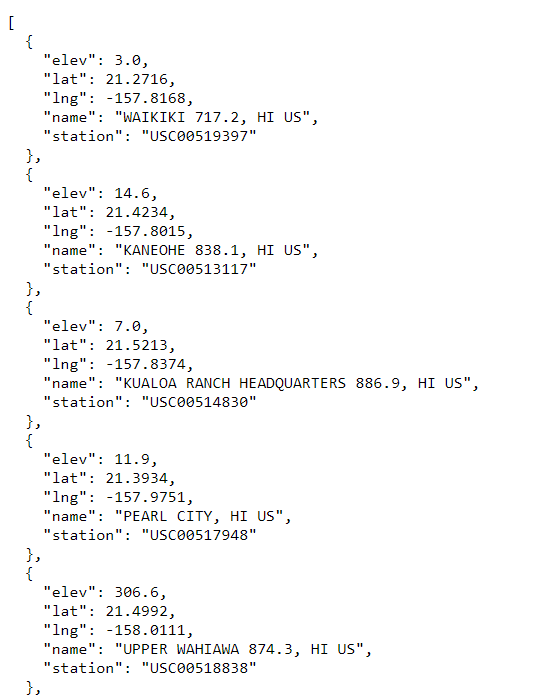 [
  {
    "elev": 3.0,
    "lat": 21.2716,
    "lng": -157.8168,
    "name": "WAIKIKI 717.2, HI US",
    "station": "USC00519397"
  },
  {
    "elev": 14.6,
    "lat": 21.4234,
    "lng": -157.8015,
    "name": "KANEOHE 838.1, HI US",
    "station": "USC00513117"
  },
  {
    "elev": 7.0,
    "lat": 21.5213,
    "lng": -157.8374,
    "name": "KUALOA RANCH HEADQUARTERS 886.9, HI US",
    "station": "USC00514830"
  },
  {
    "elev": 11.9,
    "lat": 21.3934,
    "lng": -157.9751,
    "name": "PEARL CITY, HI US",
    "station": "USC00517948"
  },
  {
    "elev": 306.6,
    "lat": 21.4992,
    "lng": -158.0111,
    "name": "UPPER WAHIAWA 874.3, HI US",
    "station": "USC00518838"
  },